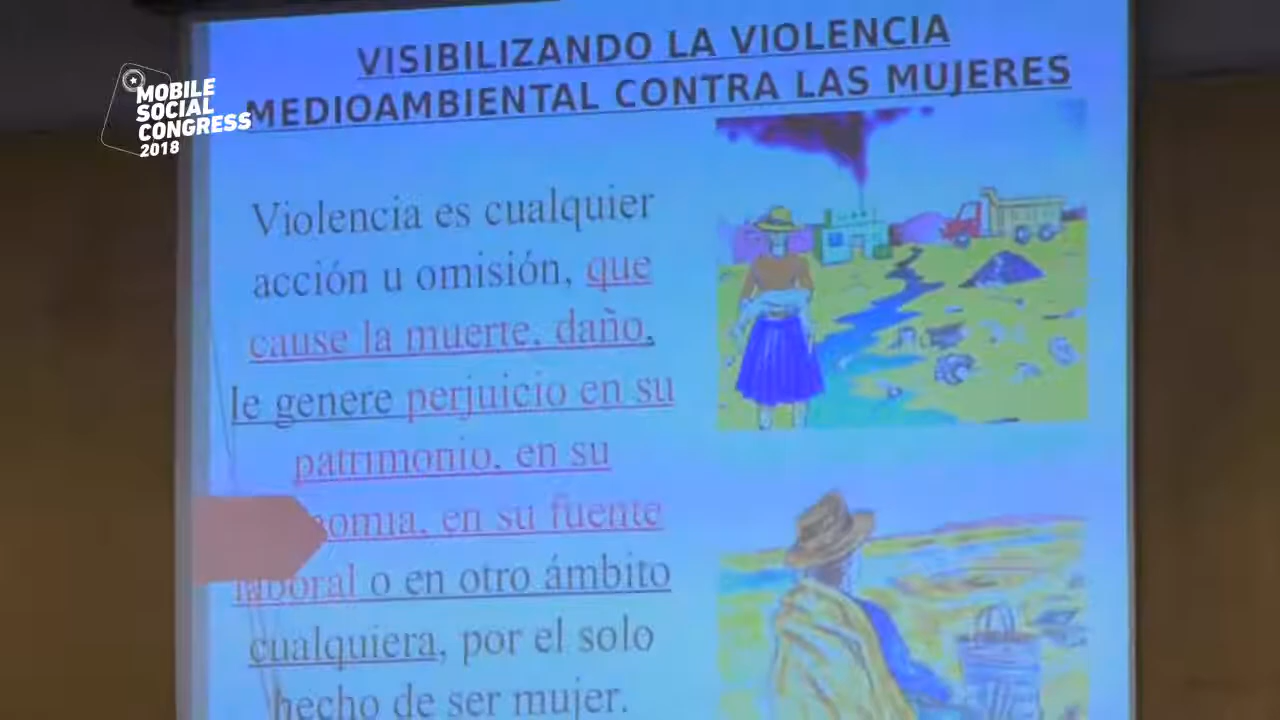 MOBILE
SOCIAL
CONGRESS
2018
VISIBILIZANDO LA VIOLENCIA
MEDIOAMBIENTAL CONTRA LAS MUJERES
Violencia es cualquier
acción u omisión, que
cause la muerte, daño,
le genere perjuicio en su
patrimonio, en su
nomia, en su fuente
laboral o en otro ámbito
cualquiera, por el solo
hecho de ser mujer.